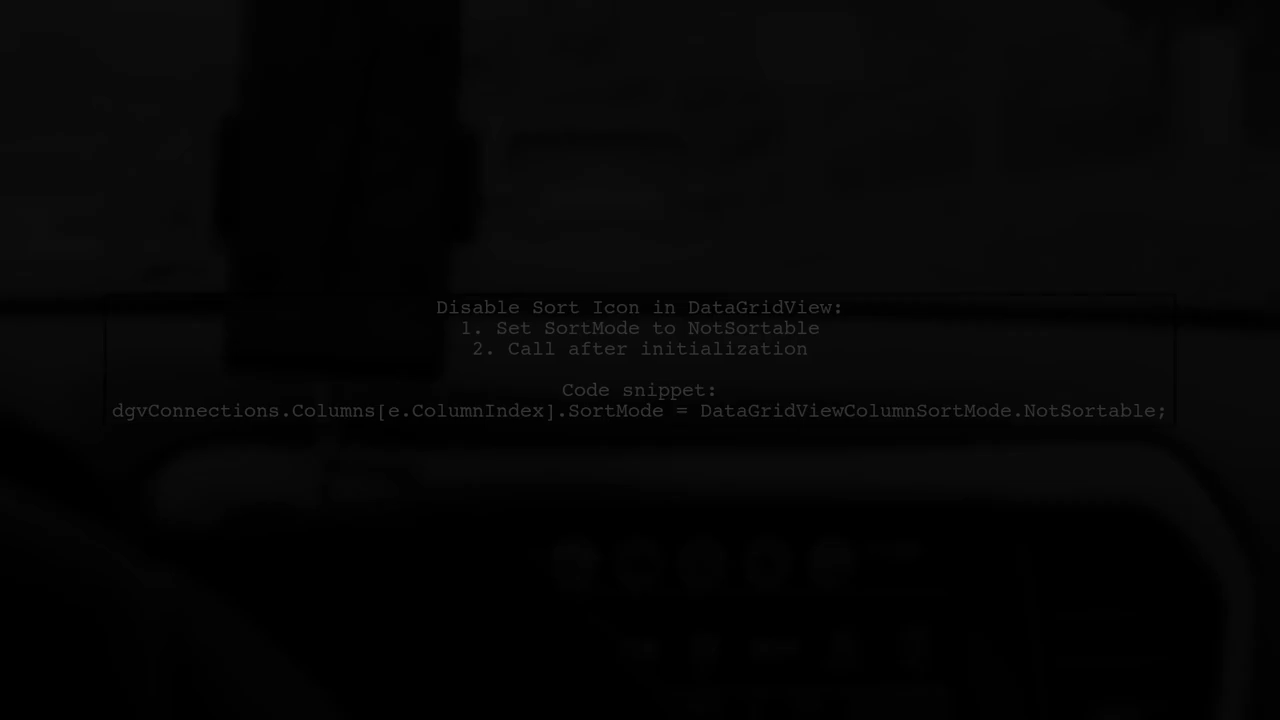 Disable Sort Icon in DataGridView:
1. Set SortMode to NotSortable
2. Call after initialization
Code snippet:
dgvConnections.Columns[e.ColumnIndex].SortMode = DataGridViewColumnSortMode.NotSortable;